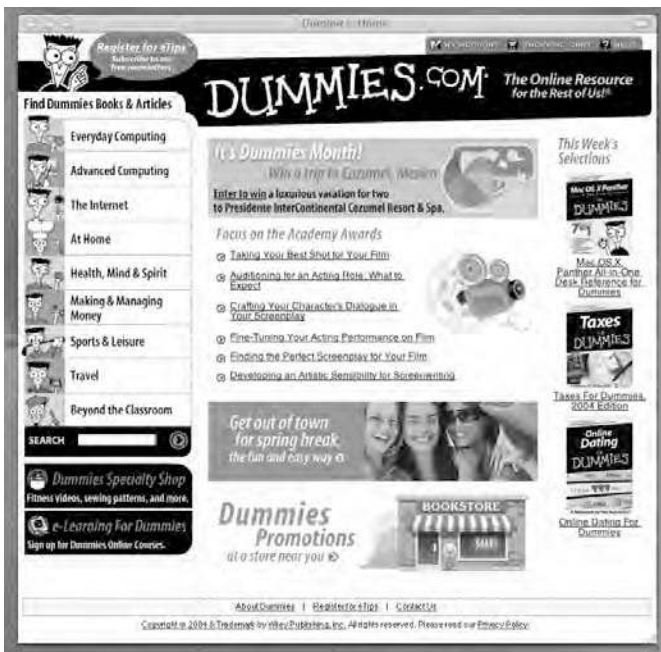 Dummies :: Home
Register for eTips
Subscribe to our
free newsletters.
MY ACCOUNT
SHOPPING CART
HELP
DUMMIES.COM
The Online Resource
for the Rest of Us!®
Find Dummies Books & Articles
Everyday Computing
Advanced Computing
The Internet
At Home
Health, Mind & Spirit
Making & Managing
Money
Sports & Leisure
Travel
Beyond the Classroom
SEARCH
Dummies Specialty Shop
Fitness videos, sewing patterns, and more.
e-Learning For Dummies
Sign up for Dummies Online Courses.
It's Dummies Month!
Win a trip to Cozumel, Mexico
Enter to win a luxurious vacation for two
to Presidente InterContinental Cozumel Resort & Spa.
Focus on the Academy Awards
Taking Your Best Shot for Your Film
Auditioning for an Acting Role, What to
Expect
Crafting Your Character's Dialogue in
Your Screenplay
Fine-Tuning Your Acting Performance on Film
Finding the Perfect Screenplay for Your Film
Developing an Artistic Sensibility for Screenwriting
Get out of town
for spring break,
the fun and easy way
Dummies
Promotions
at a store near you
BOOKSTORE
This Week's
Selections
Mac OS X Panther
DUMMIES
Mac OS X
Panther All-in-One
Desk Reference for
Dummies
Taxes
DUMMIES
Taxes For Dummies,
2004 Edition
Online
Dating
DUMMIES
Online Dating For
Dummies
About Dummies | Register for eTips | Contact Us
Copyright © 2004 & Trademark by Wiley Publishing, Inc. All rights reserved. Please read our Privacy Policy.